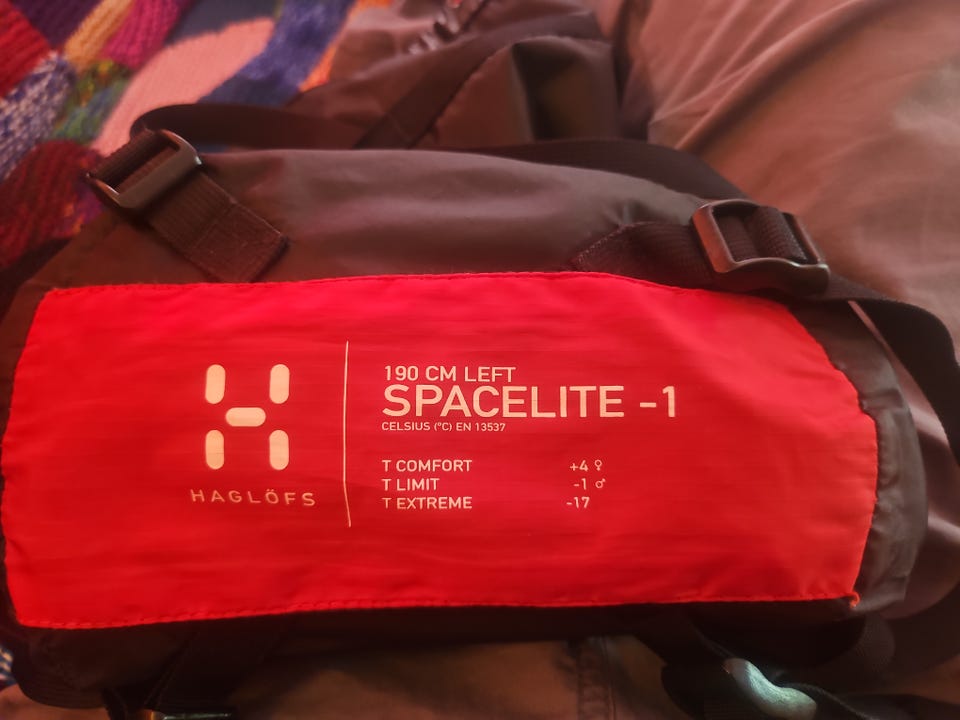 HAGLÖFS
190 CM LEFT
SPACELITE -1
CELSIUS (°C) EN 13537
T COMFORT +4 ♀
T LIMIT -1 ♂
T EXTREME -17